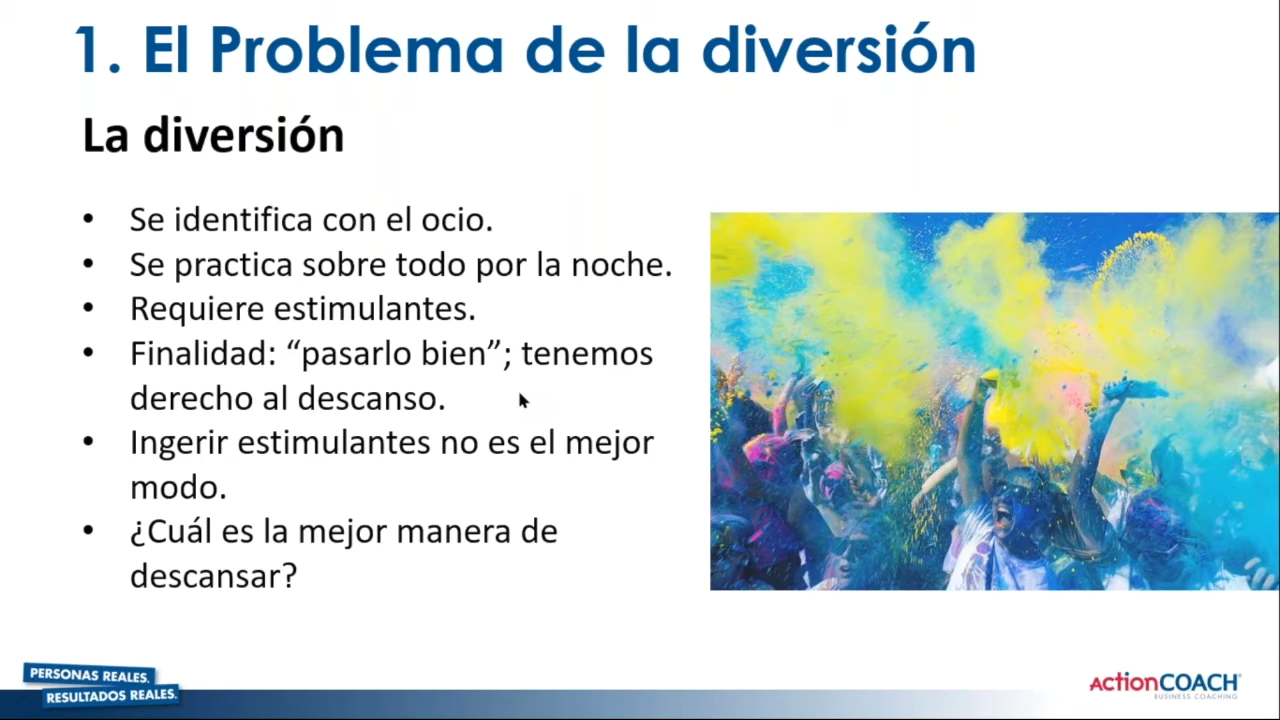 1. El Problema de la diversión
La diversión
• Se identifica con el ocio.
• Se practica sobre todo por la noche.
• Requiere estimulantes.
• Finalidad: “pasarlo bien”; tenemos
derecho al descanso.
• Ingerir estimulantes no es el mejor
modo.
• ¿Cuál es la mejor manera de
descansar?
PERSONAS REALES.
RESULTADOS REALES.
ActionCOACH®
BUSINESS COACHING